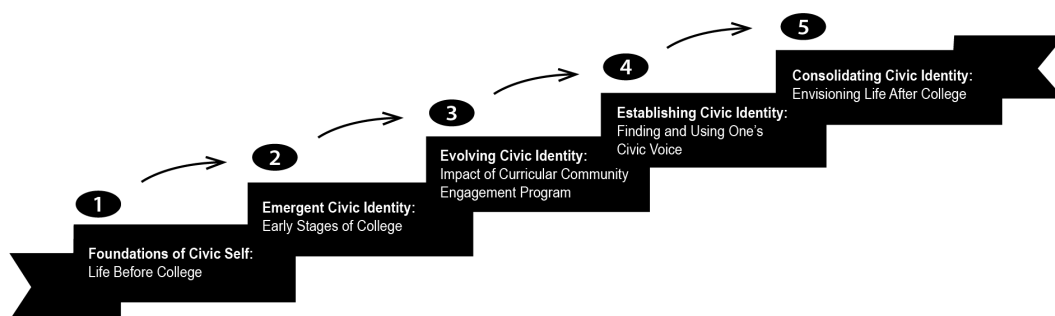 1
Foundations of Civic Self:
Life Before College
2
Emergent Civic Identity:
Early Stages of College
3
Evolving Civic Identity:
Impact of Curricular Community
Engagement Program
4
Establishing Civic Identity:
Finding and Using One's
Civic Voice
5
Consolidating Civic Identity:
Envisioning Life After College